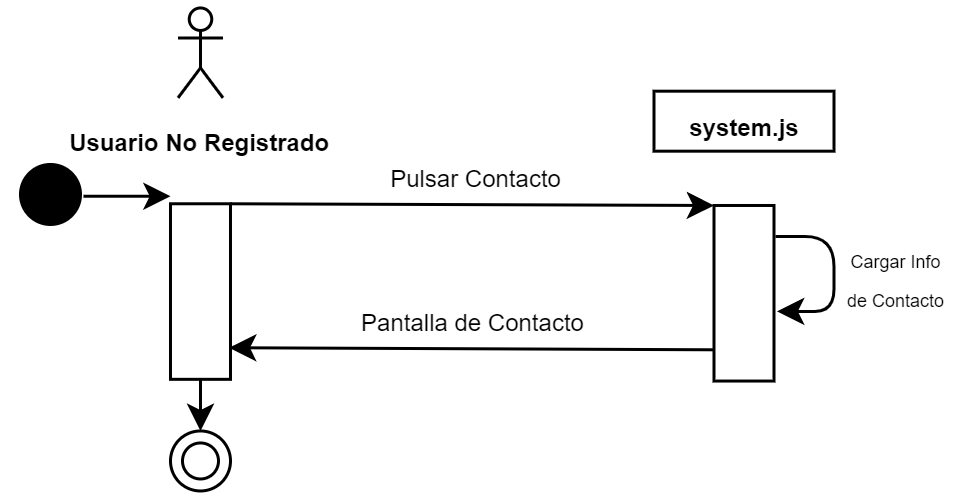 Usuario No Registrado
system.js
Pulsar Contacto
Cargar Info
de Contacto
Pantalla de Contacto